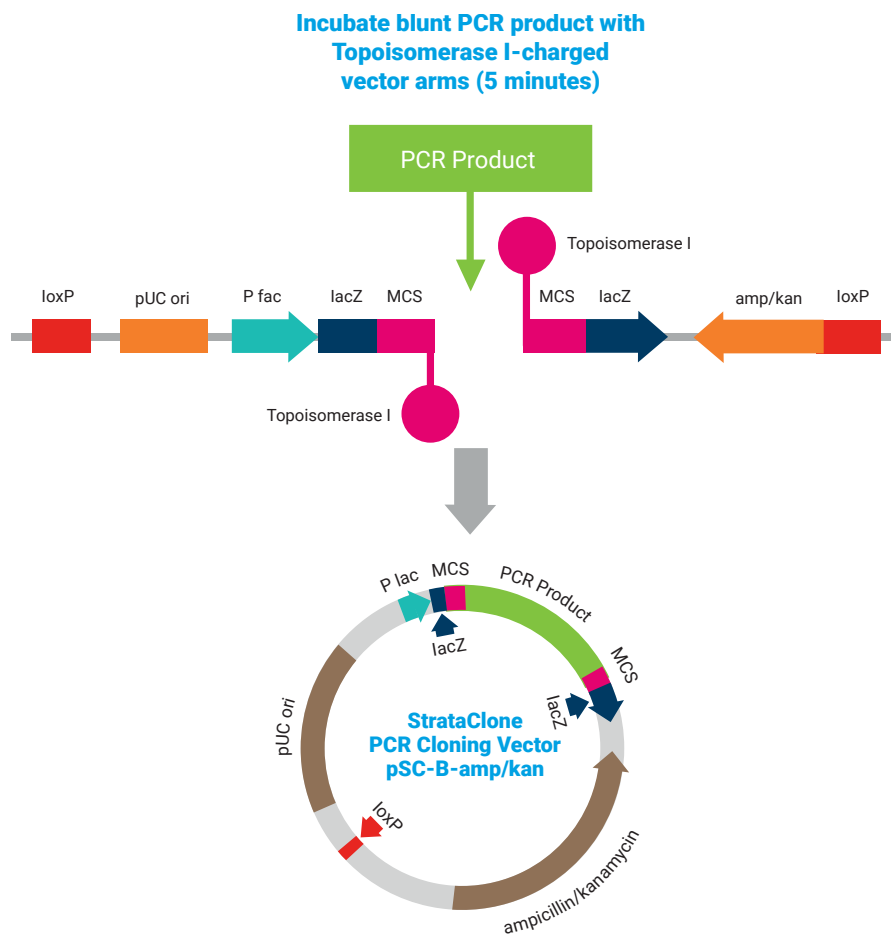 Incubate blunt PCR product with
Topoisomerase I-charged
vector arms (5 minutes)
PCR Product
Topoisomerase I
loxP
pUC ori
P fac
lacZ
MCS
MCS
lacZ
amp/kan
loxP
Topoisomerase I
P lac
MCS
PCR Product
lacZ
MCS
lacZ
pUC ori
StrataClone
PCR Cloning Vector
pSC-B-amp/kan
loxP
ampicillin/kanamycin